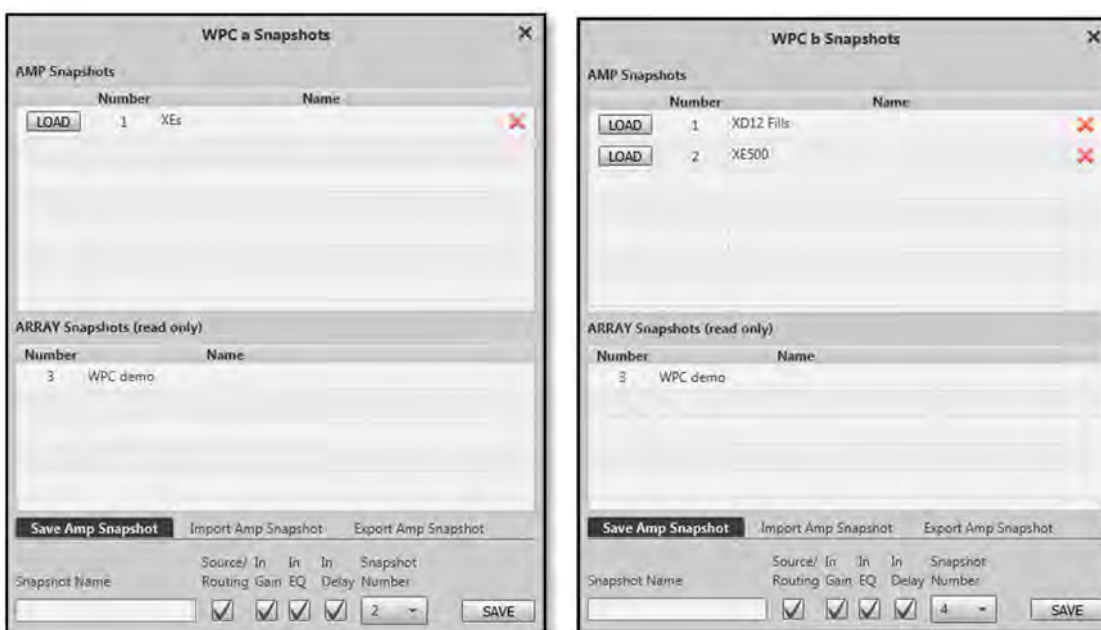 WPC a Snapshots
AMP Snapshots
Number Name
LOAD 1 XEs
ARRAY Snapshots (read only)
Number Name
3 WPC demo
Save Amp Snapshot Import Amp Snapshot Export Amp Snapshot
Source/ In In In Snapshot
Snapshot Name Routing Gain EQ Delay Number
2 SAVE
WPC b Snapshots
AMP Snapshots
Number Name
LOAD 1 XD12 Fills
LOAD 2 XE500
ARRAY Snapshots (read only)
Number Name
3 WPC demo
Save Amp Snapshot Import Amp Snapshot Export Amp Snapshot
Source/ In In In Snapshot
Snapshot Name Routing Gain EQ Delay Number
4 SAVE